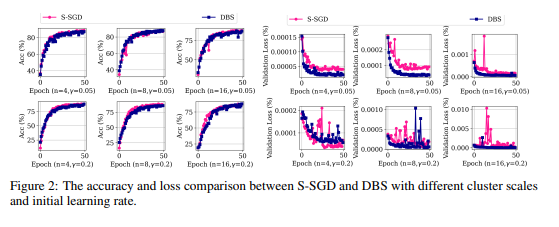 S-SGD DBS S-SGD DBS
Acc (%) 80 60 40 0 50 Epoch (n=4,γ=0.05)
Acc (%) 80 60 40 0 50 Epoch (n=8,γ=0.05)
Acc (%) 75 50 0 50 Epoch (n=16,γ=0.05)
Validation Loss (%) 0.00015 0.00010 0.00005 0 50 Epoch (n=4,γ=0.05)
Validation Loss (%) 0.0002 0.0001 0 50 Epoch (n=8,γ=0.05)
Validation Loss (%) 0.001 0.000 0 50 Epoch (n=16,γ=0.05)
Acc (%) 75 50 25 0 50 Epoch (n=4,γ=0.2)
Acc (%) 75 50 25 0 50 Epoch (n=8,γ=0.2)
Acc (%) 75 50 25 0 50 Epoch (n=16,γ=0.2)
Validation Loss (%) 0.0002 0.0001 0 50 Epoch (n=4,γ=0.2)
Validation Loss (%) 0.0010 0.0005 0.0000 0 50 Epoch (n=8,γ=0.2)
Validation Loss (%) 0.010 0.005 0.000 0 50 Epoch (n=16,γ=0.2)
Figure 2: The accuracy and loss comparison between S-SGD and DBS with different cluster scales
and initial learning rate.